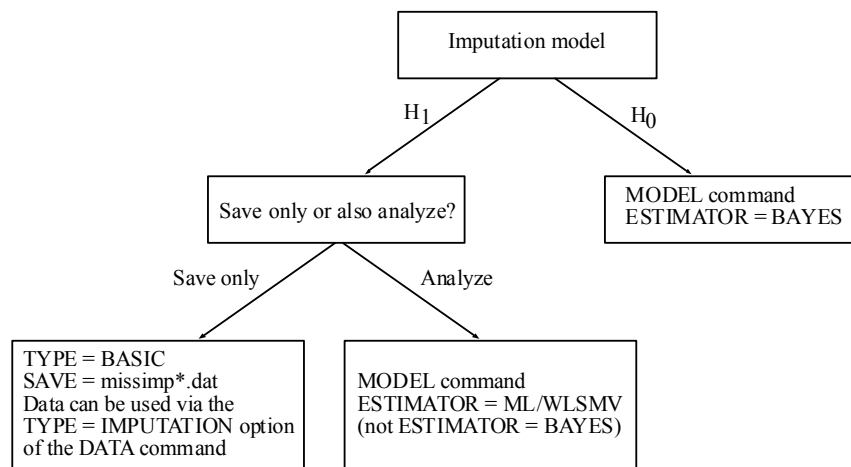 Imputation model
H1
H0
Save only or also analyze?
MODEL command
ESTIMATOR = BAYES
Save only
Analyze
TYPE = BASIC
SAVE = missimp*.dat
Data can be used via the
TYPE = IMPUTATION option
of the DATA command
MODEL command
ESTIMATOR = ML/WLSMV
(not ESTIMATOR = BAYES)